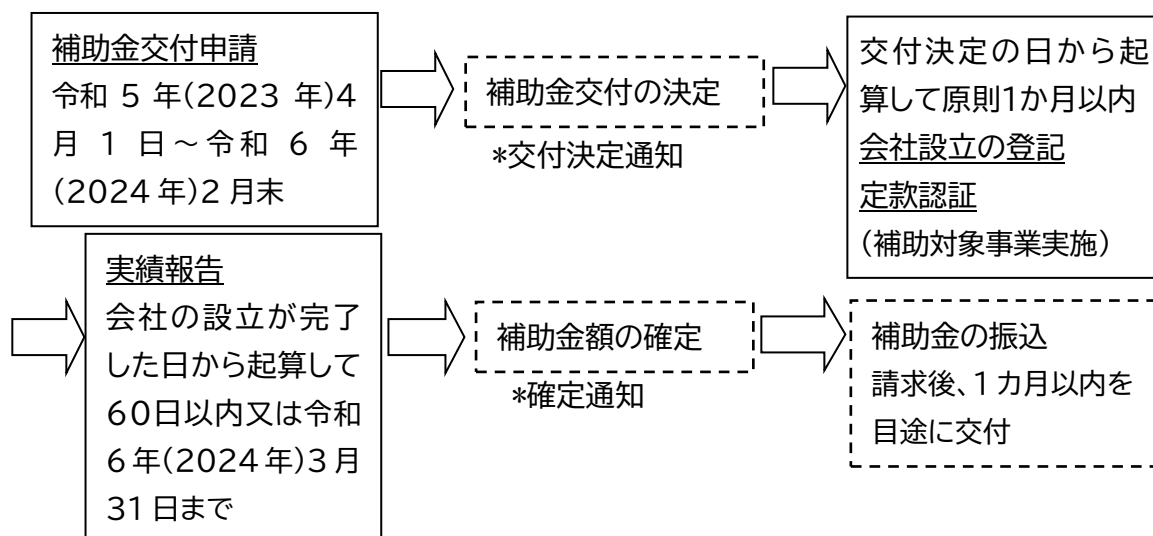 補助金交付申請
令和 5 年(2023 年)4
月 1 日～令和 6 年
(2024 年)2 月末
補助金交付の決定
*交付決定通知
交付決定の日から起
算して原則1か月以内
会社設立の登記
定款認証
(補助対象事業実施)
実績報告
会社の設立が完了
した日から起算して
60日以内又は令和
6年(2024年)3月
31日まで
補助金額の確定
*確定通知
補助金の振込
請求後、1カ月以内を
目途に交付